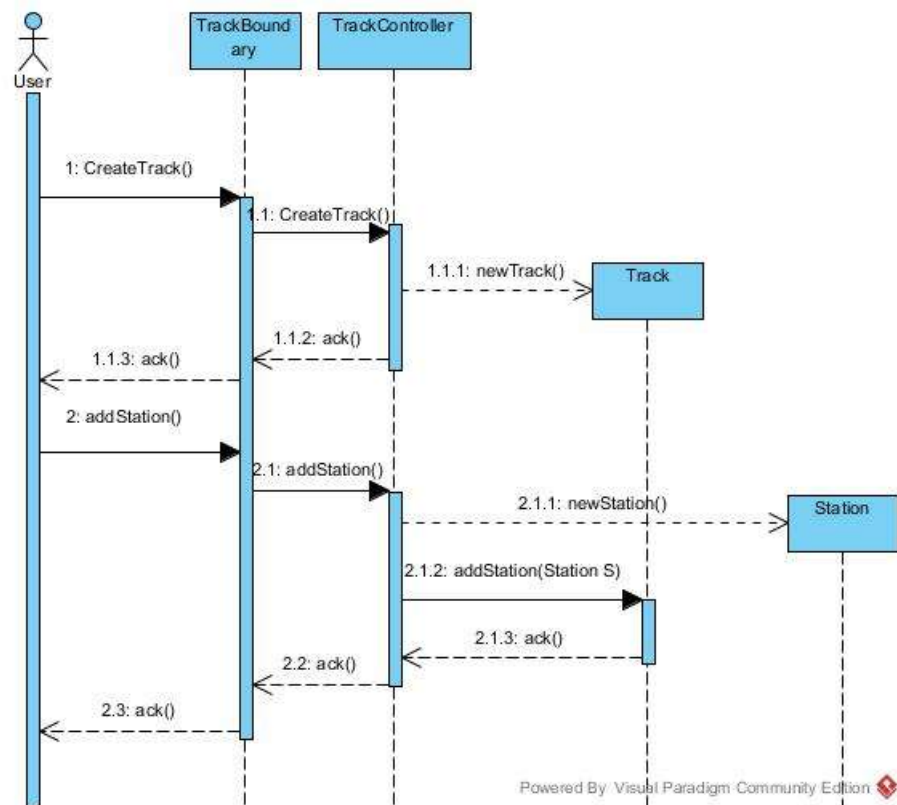 TrackBound
ary
TrackController
User
1: CreateTrack()
1.1: CreateTrack()
1.1.1: newTrack()
Track
1.1.2: ack()
1.1.3: ack()
2: addStation()
2.1: addStation()
2.1.1: newStation()
Station
2.1.2: addStation(Station S)
2.1.3: ack()
2.2: ack()
2.3: ack()
Powered By Visual Paradigm Community Edition